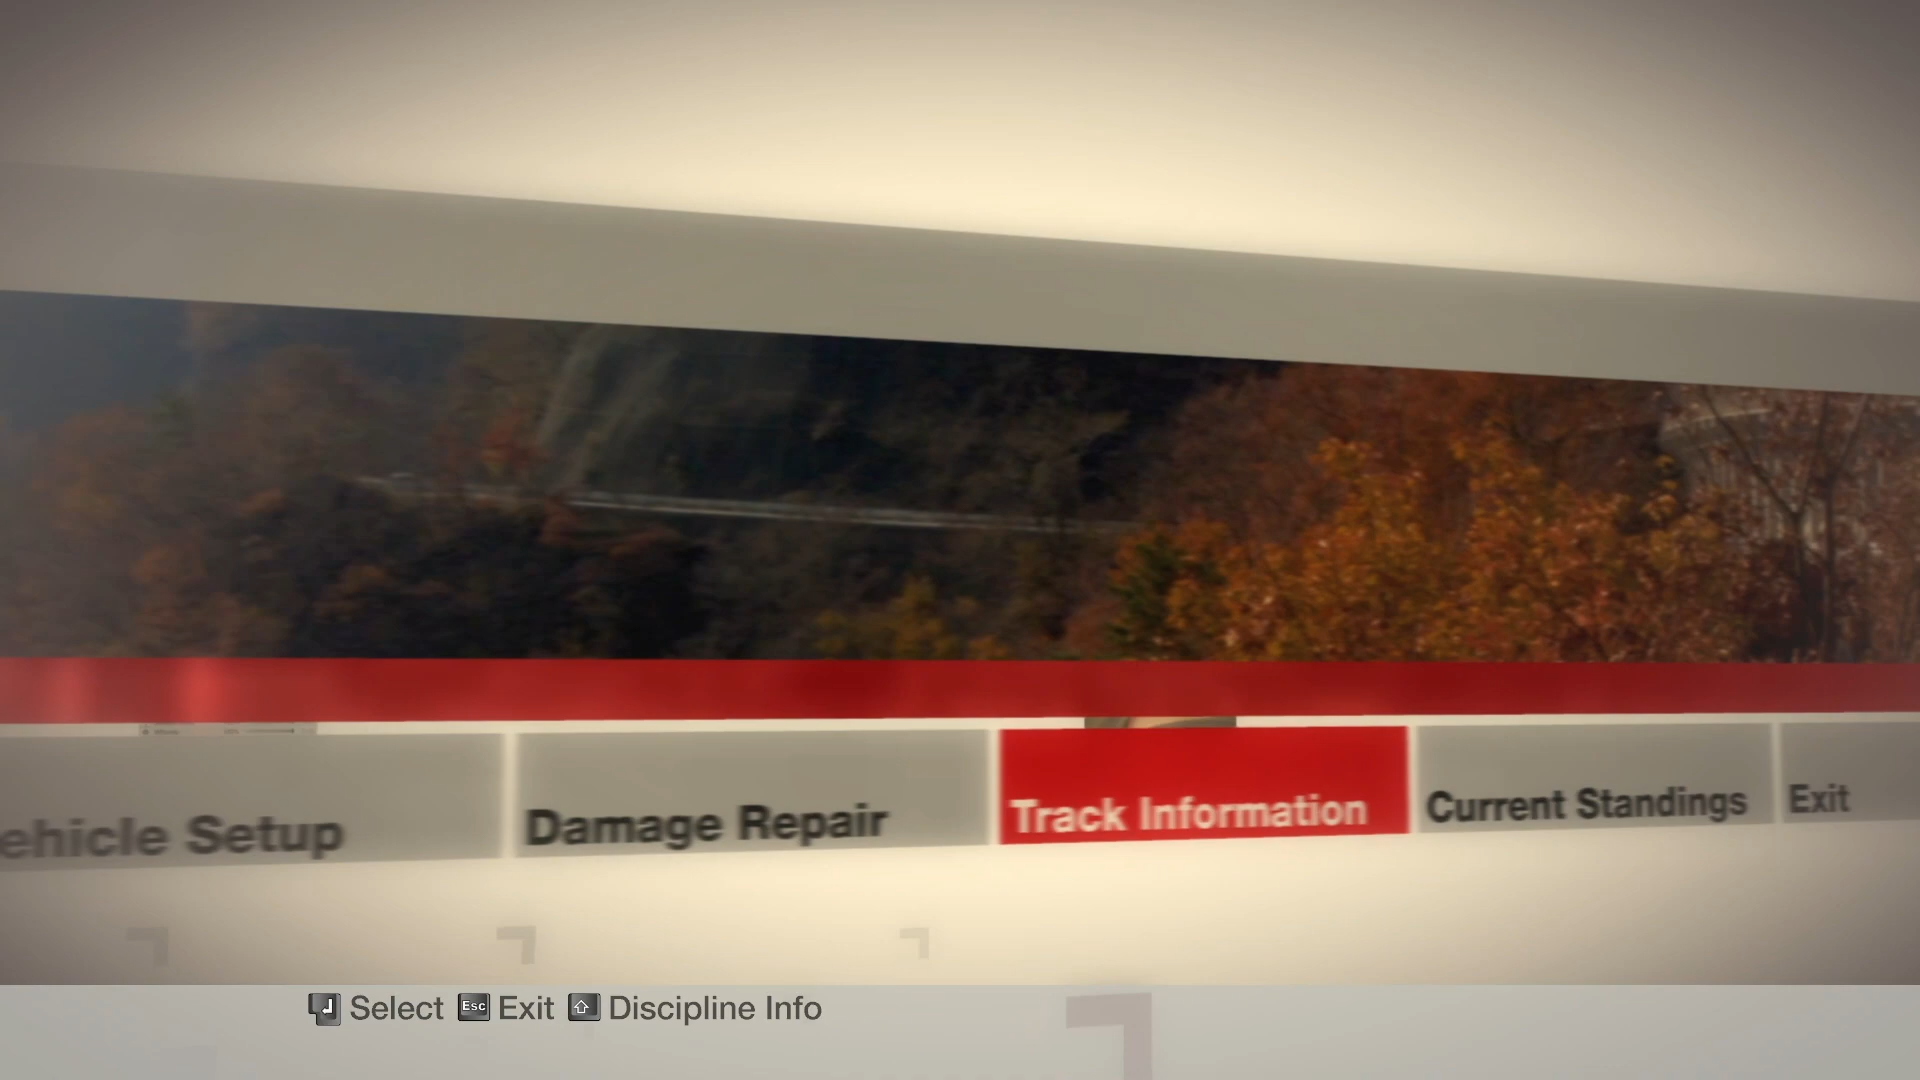 ehicle Setup
Damage Repair
Track Information
Current Standings
Exit
Esc
Select Exit Discipline Info